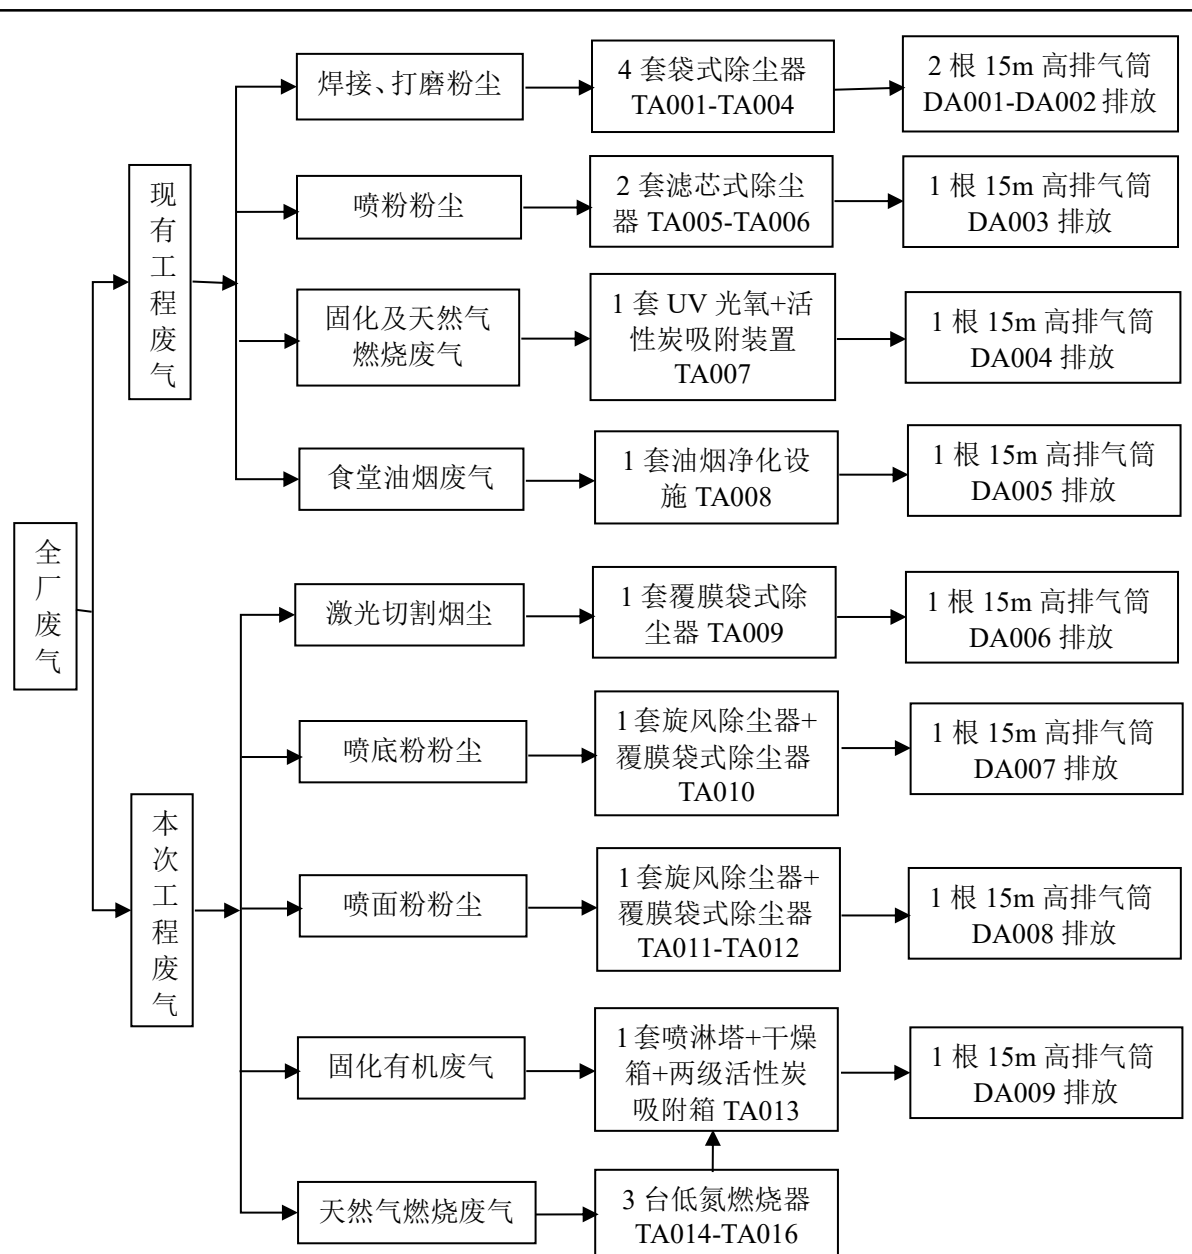 全厂废气
现有工程废气
焊接、打磨粉尘
4 套袋式除尘器
TA001-TA004
2 根 15m 高排气筒
DA001-DA002 排放
喷粉粉尘
2 套滤芯式除尘
器 TA005-TA006
1 根 15m 高排气筒
DA003 排放
固化及天然气
燃烧废气
1 套 UV 光氧+活
性炭吸附装置
TA007
1 根 15m 高排气筒
DA004 排放
食堂油烟废气
1 套油烟净化设
施 TA008
1 根 15m 高排气筒
DA005 排放
本次工程废气
激光切割烟尘
1 套覆膜袋式除
尘器 TA009
1 根 15m 高排气筒
DA006 排放
喷底粉粉尘
1 套旋风除尘器+
覆膜袋式除尘器
TA010
1 根 15m 高排气筒
DA007 排放
喷面粉粉尘
1 套旋风除尘器+
覆膜袋式除尘器
TA011-TA012
1 根 15m 高排气筒
DA008 排放
固化有机废气
1 套喷淋塔+干燥
箱+两级活性炭
吸附箱 TA013
1 根 15m 高排气筒
DA009 排放
天然气燃烧废气
3 台低氮燃烧器
TA014-TA016